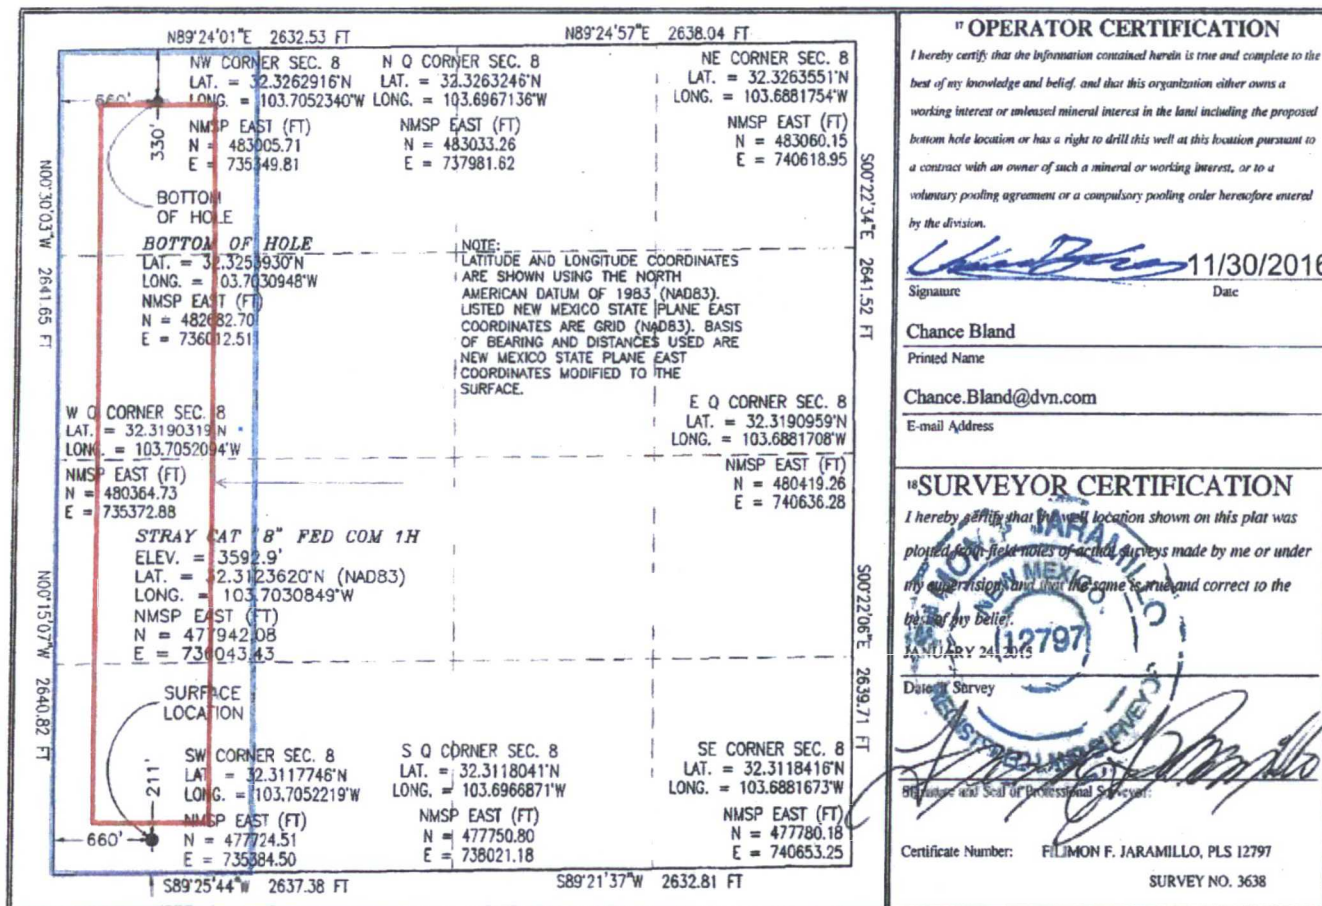 N89°24'01"E 2632.53 FT
N89°24'57"E 2638.04 FT
NW CORNER SEC. 8
LAT. = 32.3262916°N
LONG. = 103.7052340°W
NMSP EAST (FT)
N = 483005.71
E = 735349.81
N Q CORNER SEC. 8
LAT. = 32.3263246°N
LONG. = 103.6967136°W
NMSP EAST (FT)
N = 483033.26
E = 737981.62
NE CORNER SEC. 8
LAT. = 32.3263551°N
LONG. = 103.6881754°W
NMSP EAST (FT)
N = 483060.15
E = 740618.95
660'
330'
BOTTOM
OF HOLE
N00°30'03"W 2641.65 FT
S00°22'34"E 2641.52 FT
BOTTOM OF HOLE
LAT. = 32.3253930°N
LONG. = 103.7030948°W
NMSP EAST (FT)
N = 482682.70
E = 736012.51
NOTE:
LATITUDE AND LONGITUDE COORDINATES
ARE SHOWN USING THE NORTH
AMERICAN DATUM OF 1983 (NAD83).
LISTED NEW MEXICO STATE PLANE EAST
COORDINATES ARE GRID (NAD83). BASIS
OF BEARING AND DISTANCES USED ARE
NEW MEXICO STATE PLANE EAST
COORDINATES MODIFIED TO THE
SURFACE.
W Q CORNER SEC. 8
LAT. = 32.3190319°N
LONG. = 103.7052094°W
NMSP EAST (FT)
N = 480364.73
E = 735372.88
E Q CORNER SEC. 8
LAT. = 32.3190959°N
LONG. = 103.6881708°W
NMSP EAST (FT)
N = 480419.26
E = 740636.28
STRAY CAT "8" FED COM 1H
ELEV. = 3592.9'
LAT. = 32.3123620°N (NAD83)
LONG. = 103.7030849°W
NMSP EAST (FT)
N = 477942.08
E = 736043.43
N00°15'07"W 2640.82 FT
S00°22'06"E 2639.71 FT
SURFACE
LOCATION
211'
660'
SW CORNER SEC. 8
LAT. = 32.3117746°N
LONG. = 103.7052219°W
NMSP EAST (FT)
N = 477724.51
E = 735384.50
S Q CORNER SEC. 8
LAT. = 32.3118041°N
LONG. = 103.6966871°W
NMSP EAST (FT)
N = 477750.80
E = 738021.18
SE CORNER SEC. 8
LAT. = 32.3118416°N
LONG. = 103.6881673°W
NMSP EAST (FT)
N = 477780.18
E = 740653.25
S89°25'44"W 2637.38 FT
S89°21'37"W 2632.81 FT
17 OPERATOR CERTIFICATION
I hereby certify that the information contained herein is true and complete to the
best of my knowledge and belief, and that this organization either owns a
working interest or unleased mineral interest in the land including the proposed
bottom hole location or has a right to drill this well at this location pursuant to
a contract with an owner of such a mineral or working interest, or to a
voluntary pooling agreement or a compulsory pooling order heretofore entered
by the division.
11/30/2016
Signature Date
Chance Bland
Printed Name
Chance.Bland@dvn.com
E-mail Address
18 SURVEYOR CERTIFICATION
I hereby certify that the well location shown on this plat was
plotted from field notes of actual surveys made by me or under
my supervision, and that the same is true and correct to the
best of my belief.
JANUARY 24, 2015
Date of Survey
JARAMILLO
NEW MEXICO
12797
Signature and Seal of Professional Surveyor:
Certificate Number: FILIMON F. JARAMILLO, PLS 12797
SURVEY NO. 3638